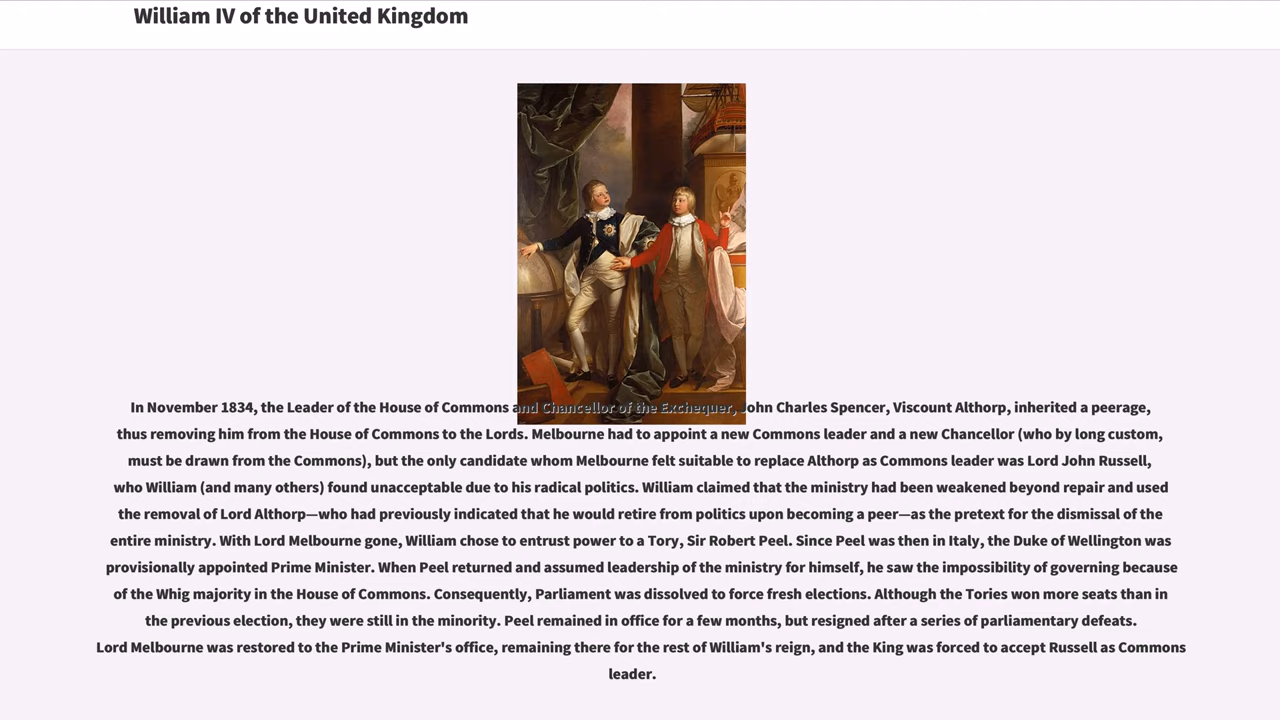 William IV of the United Kingdom
In November 1834, the Leader of the House of Commons and Chancellor of the Exchequer, John Charles Spencer, Viscount Althorp, inherited a peerage,
thus removing him from the House of Commons to the Lords. Melbourne had to appoint a new Commons leader and a new Chancellor (who by long custom,
must be drawn from the Commons), but the only candidate whom Melbourne felt suitable to replace Althorp as Commons leader was Lord John Russell,
who William (and many others) found unacceptable due to his radical politics. William claimed that the ministry had been weakened beyond repair and used
the removal of Lord Althorp—who had previously indicated that he would retire from politics upon becoming a peer—as the pretext for the dismissal of the
entire ministry. With Lord Melbourne gone, William chose to entrust power to a Tory, Sir Robert Peel. Since Peel was then in Italy, the Duke of Wellington was
provisionally appointed Prime Minister. When Peel returned and assumed leadership of the ministry for himself, he saw the impossibility of governing because
of the Whig majority in the House of Commons. Consequently, Parliament was dissolved to force fresh elections. Although the Tories won more seats than in
the previous election, they were still in the minority. Peel remained in office for a few months, but resigned after a series of parliamentary defeats.
Lord Melbourne was restored to the Prime Minister's office, remaining there for the rest of William's reign, and the King was forced to accept Russell as Commons
leader.